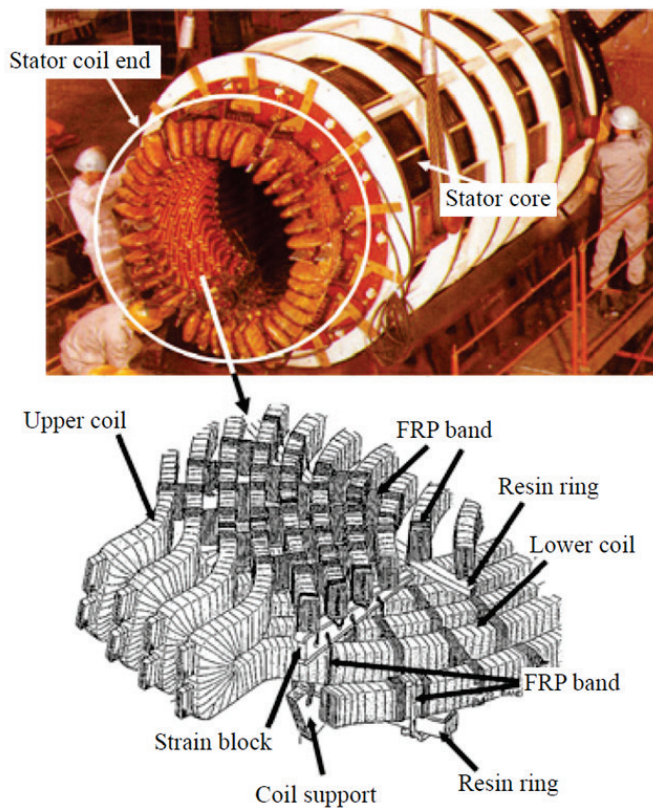 Stator coil end
Stator core
Upper coil
FRP band
Resin ring
Lower coil
FRP band
Strain block
Coil support
Resin ring